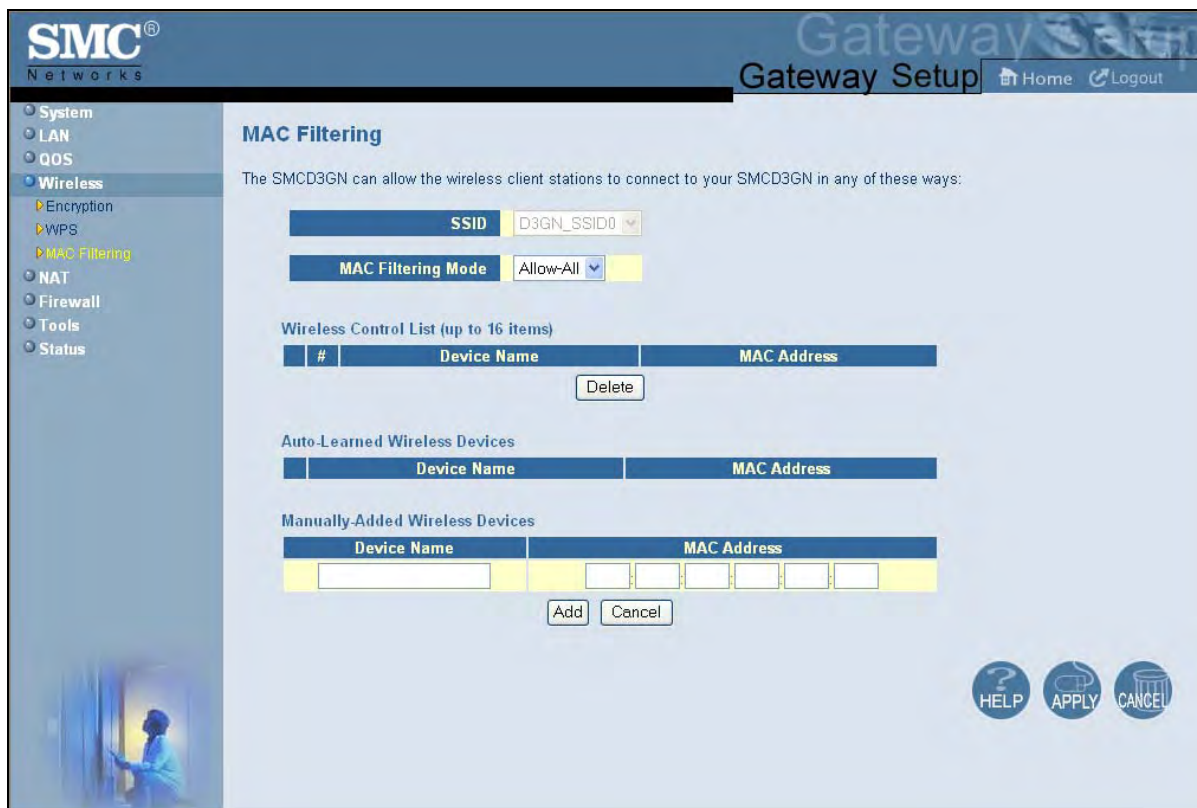 SMC®
Networks
Gateway Setup
Gateway Setup
Home
Logout
System
LAN
QOS
Wireless
Encryption
WPS
MAC Filtering
NAT
Firewall
Tools
Status
MAC Filtering
The SMCD3GN can allow the wireless client stations to connect to your SMCD3GN in any of these ways:
SSID D3GN_SSID0
MAC Filtering Mode Allow-All
Wireless Control List (up to 16 items)
# Device Name MAC Address
Delete
Auto-Learned Wireless Devices
Device Name MAC Address
Manually-Added Wireless Devices
Device Name MAC Address
: : : : :
Add Cancel
HELP APPLY CANCEL